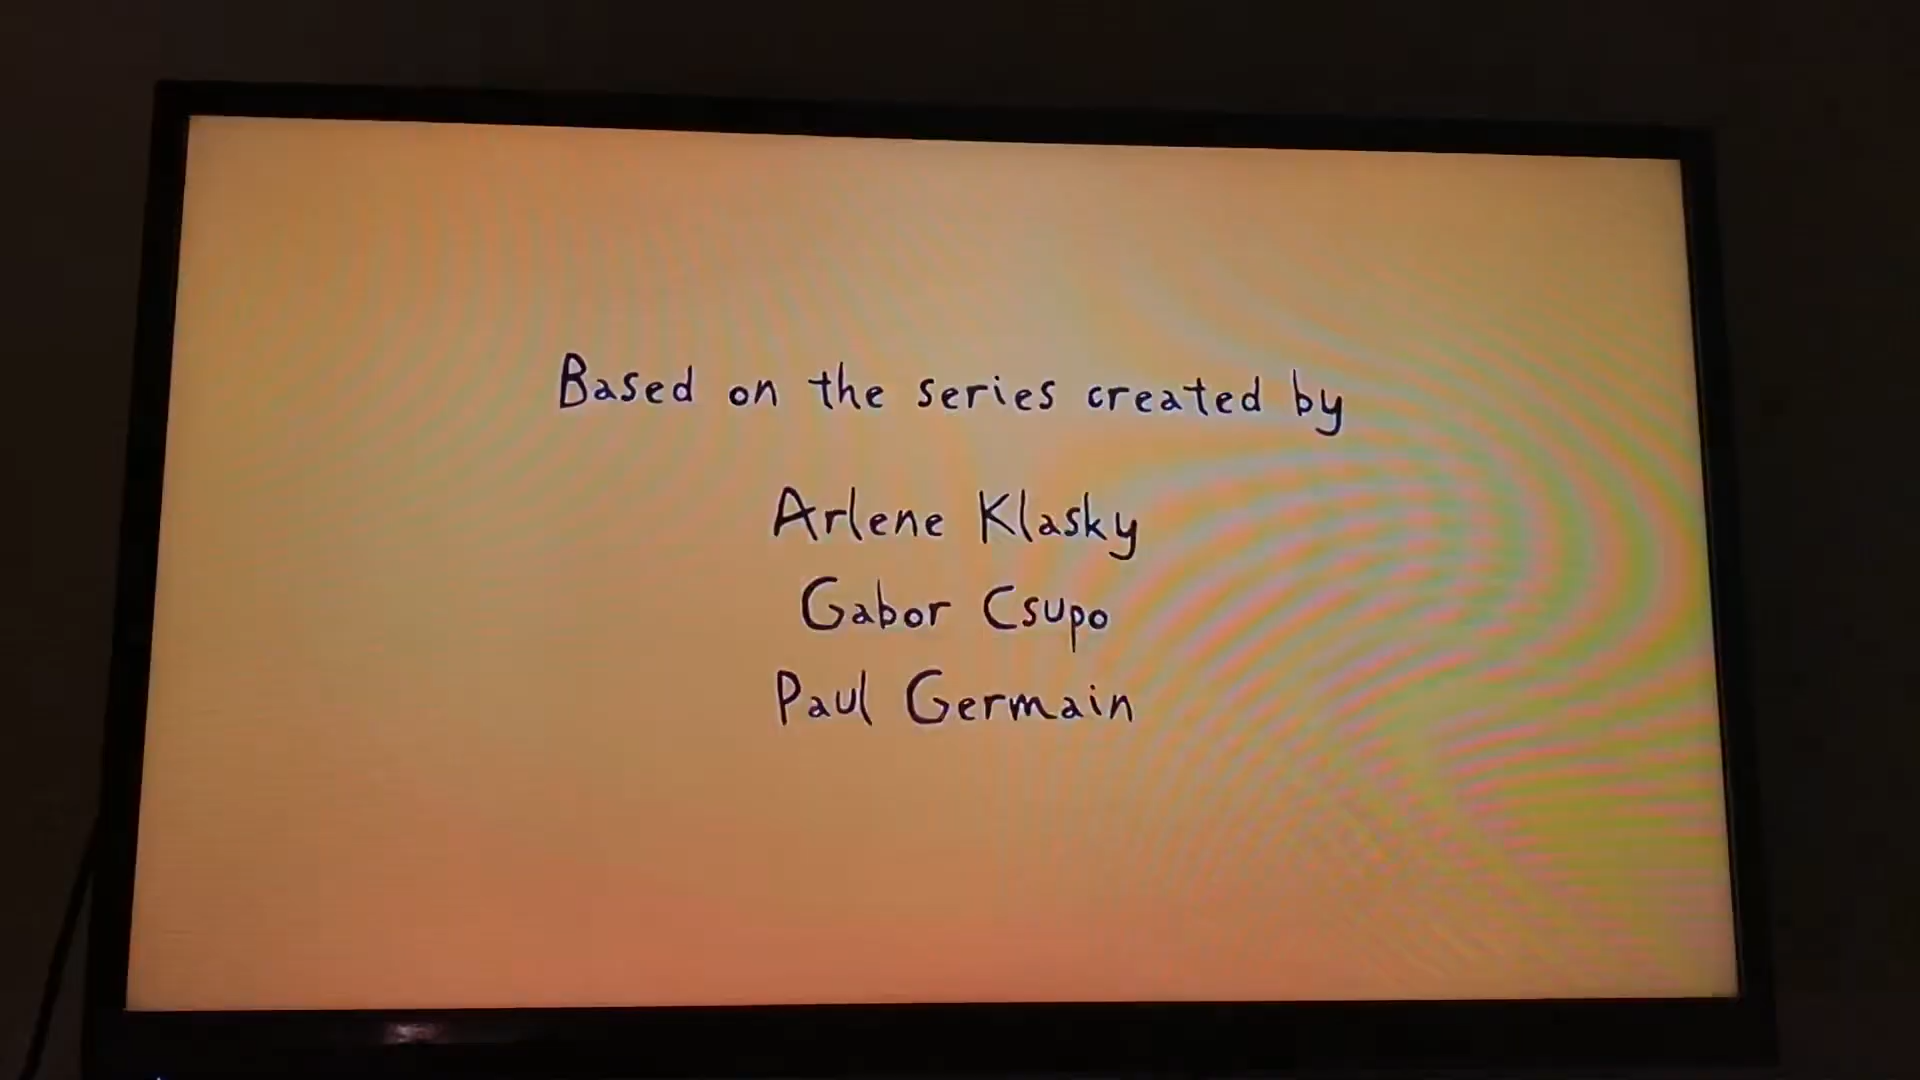 Based on the series created by
Arlene Klasky
Gabor Csupo
Paul Germain